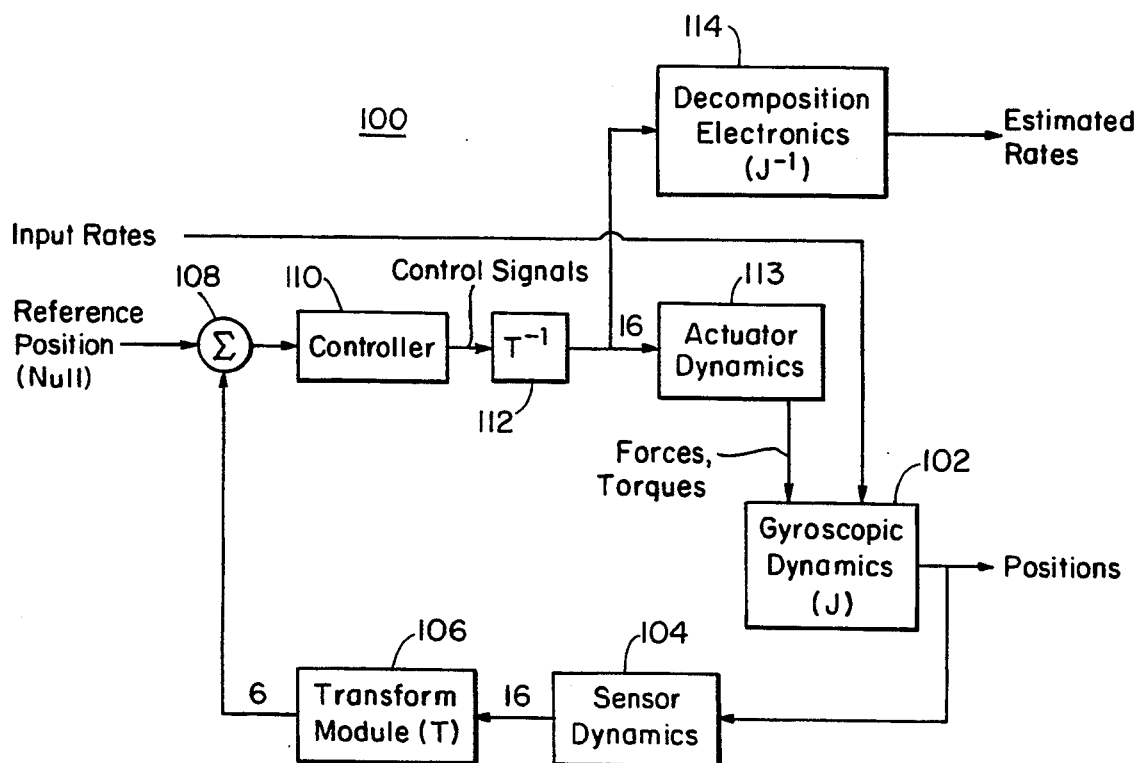 114
Decomposition
Electronics
(J⁻¹)
Estimated
Rates
100
Input Rates
108
110
Control Signals
113
Reference
Position
(Null)
Σ
Controller
T⁻¹
16
Actuator
Dynamics
112
Forces,
Torques
102
Gyroscopic
Dynamics
(J)
Positions
106
104
6
Transform
Module (T)
16
Sensor
Dynamics